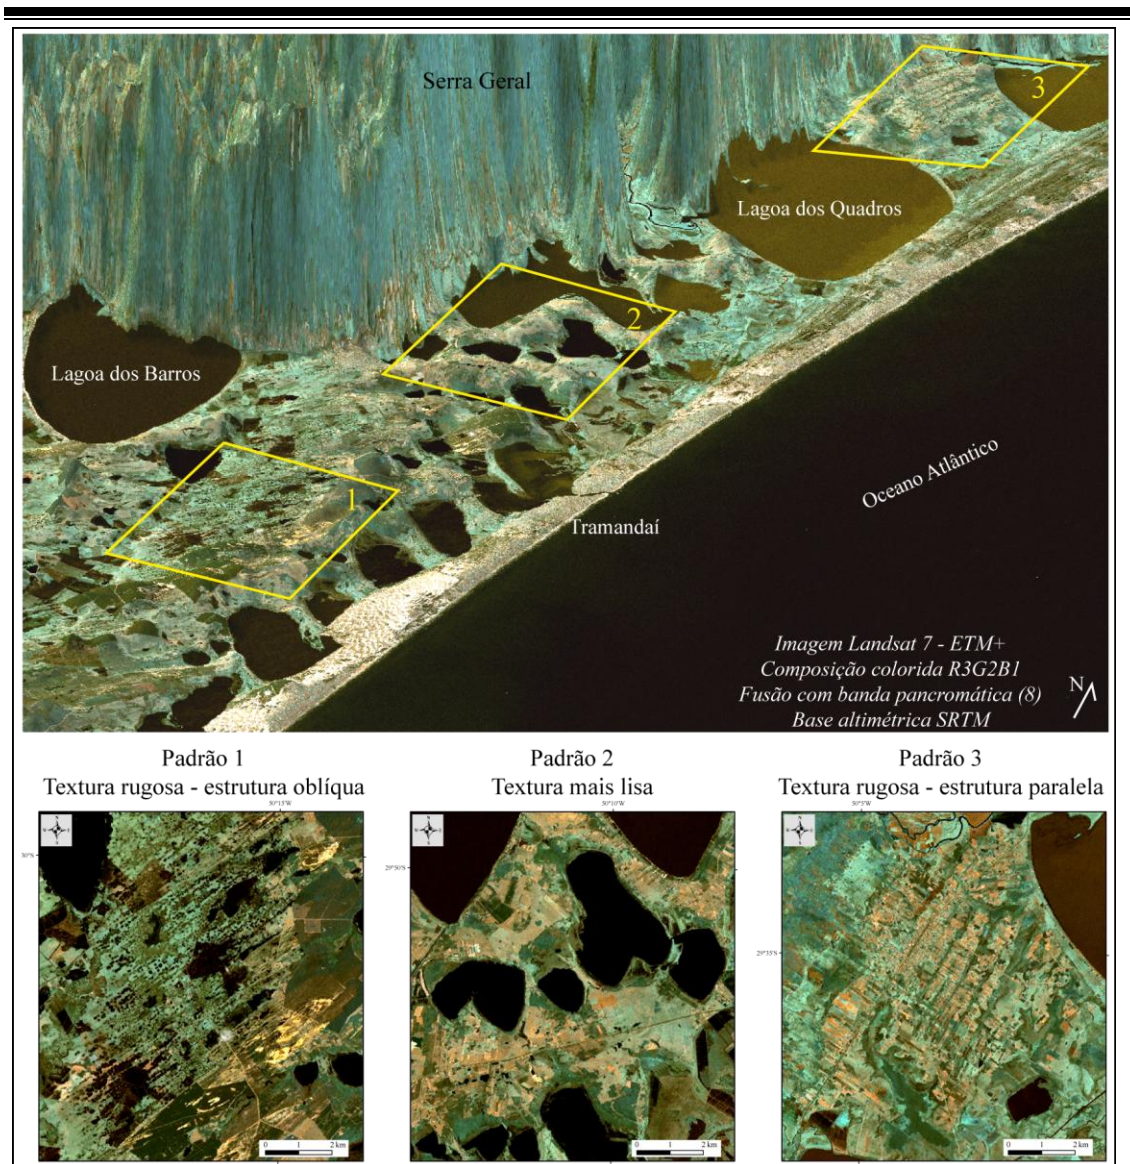 Serra Geral
3
Lagoa dos Quadros
2
Lagoa dos Barros
1
Oceano Atlântico
Tramandaí
Imagem Landsat 7 - ETM+
Composição colorida R3G2B1
Fusão com banda pancromática (8)
Base altimétrica SRTM
N
Padrão 1
Textura rugosa - estrutura oblíqua
50°15'W
30°S
0 1 2 km
Padrão 2
Textura mais lisa
50°10'W
29°50'S
0 1 2 km
Padrão 3
Textura rugosa - estrutura paralela
50°5'W
29°35'S
0 1 2 km